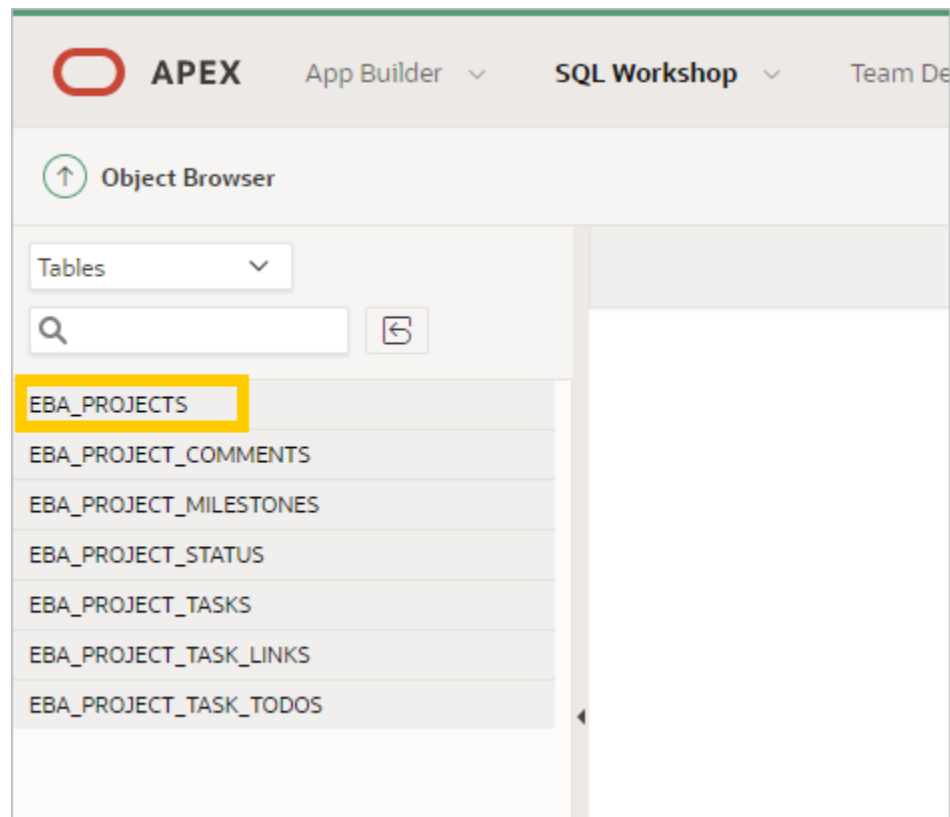 APEX App Builder SQL Workshop Team De
Object Browser
Tables
EBA_PROJECTS
EBA_PROJECT_COMMENTS
EBA_PROJECT_MILESTONES
EBA_PROJECT_STATUS
EBA_PROJECT_TASKS
EBA_PROJECT_TASK_LINKS
EBA_PROJECT_TASK_TODOS